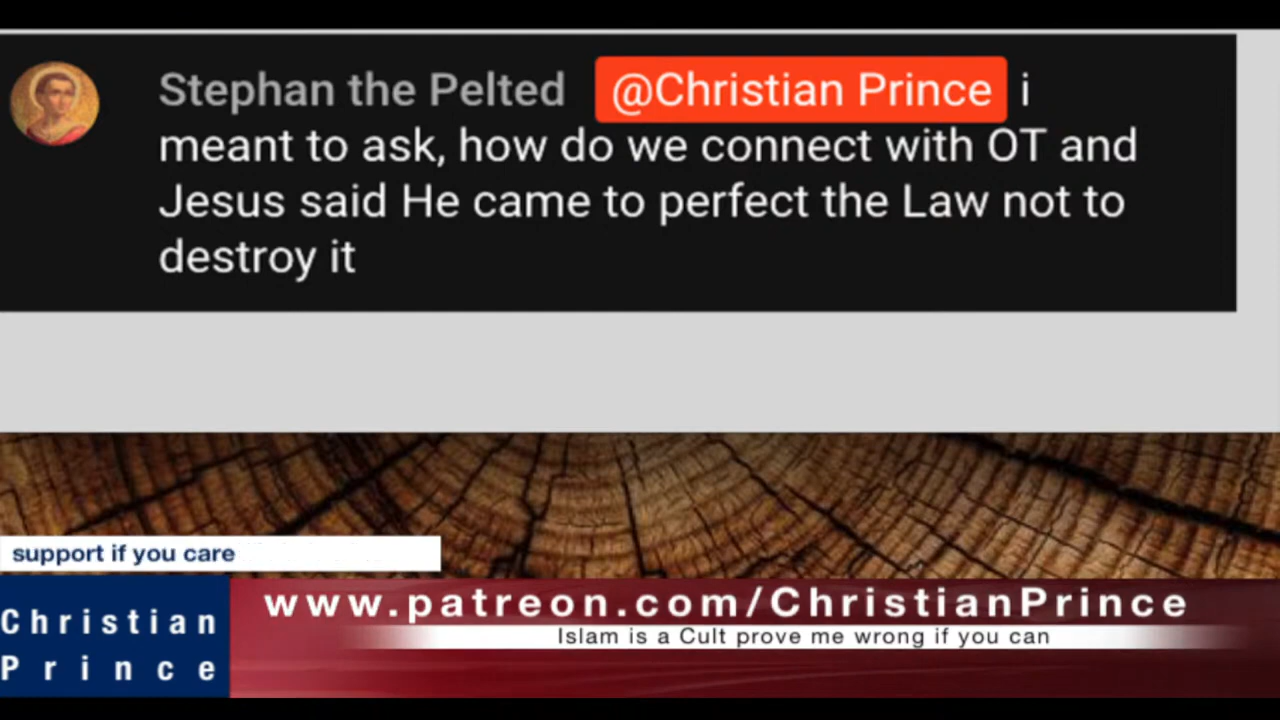 Stephan the Pelted @Christian Prince i
meant to ask, how do we connect with OT and
Jesus said He came to perfect the Law not to
destroy it
support if you care
Christian
Prince
www.patreon.com/ChristianPrince
Islam is a Cult prove me wrong if you can